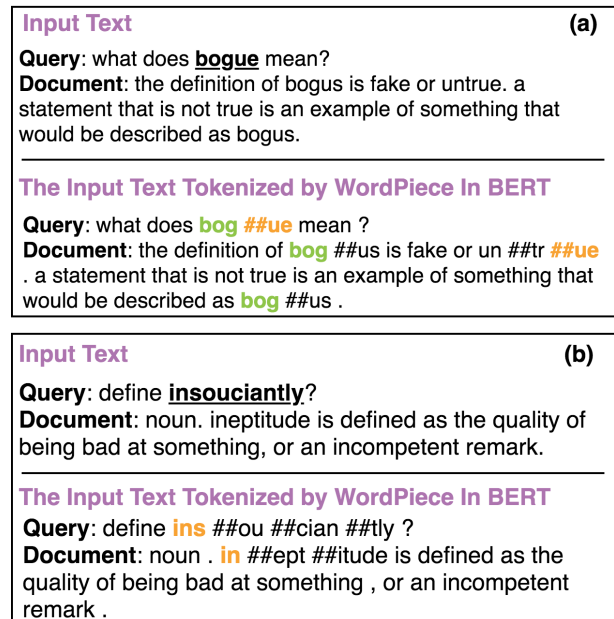 Input Text (a)
Query: what does bogue mean?
Document: the definition of bogus is fake or untrue. a
statement that is not true is an example of something that
would be described as bogus.
The Input Text Tokenized by WordPiece In BERT
Query: what does bog ##ue mean ?
Document: the definition of bog ##us is fake or un ##tr ##ue
. a statement that is not true is an example of something that
would be described as bog ##us .
Input Text (b)
Query: define insouciantly?
Document: noun. ineptitude is defined as the quality of
being bad at something, or an incompetent remark.
The Input Text Tokenized by WordPiece In BERT
Query: define ins ##ou ##cian ##tly ?
Document: noun . in ##ept ##itude is defined as the
quality of being bad at something , or an incompetent
remark .